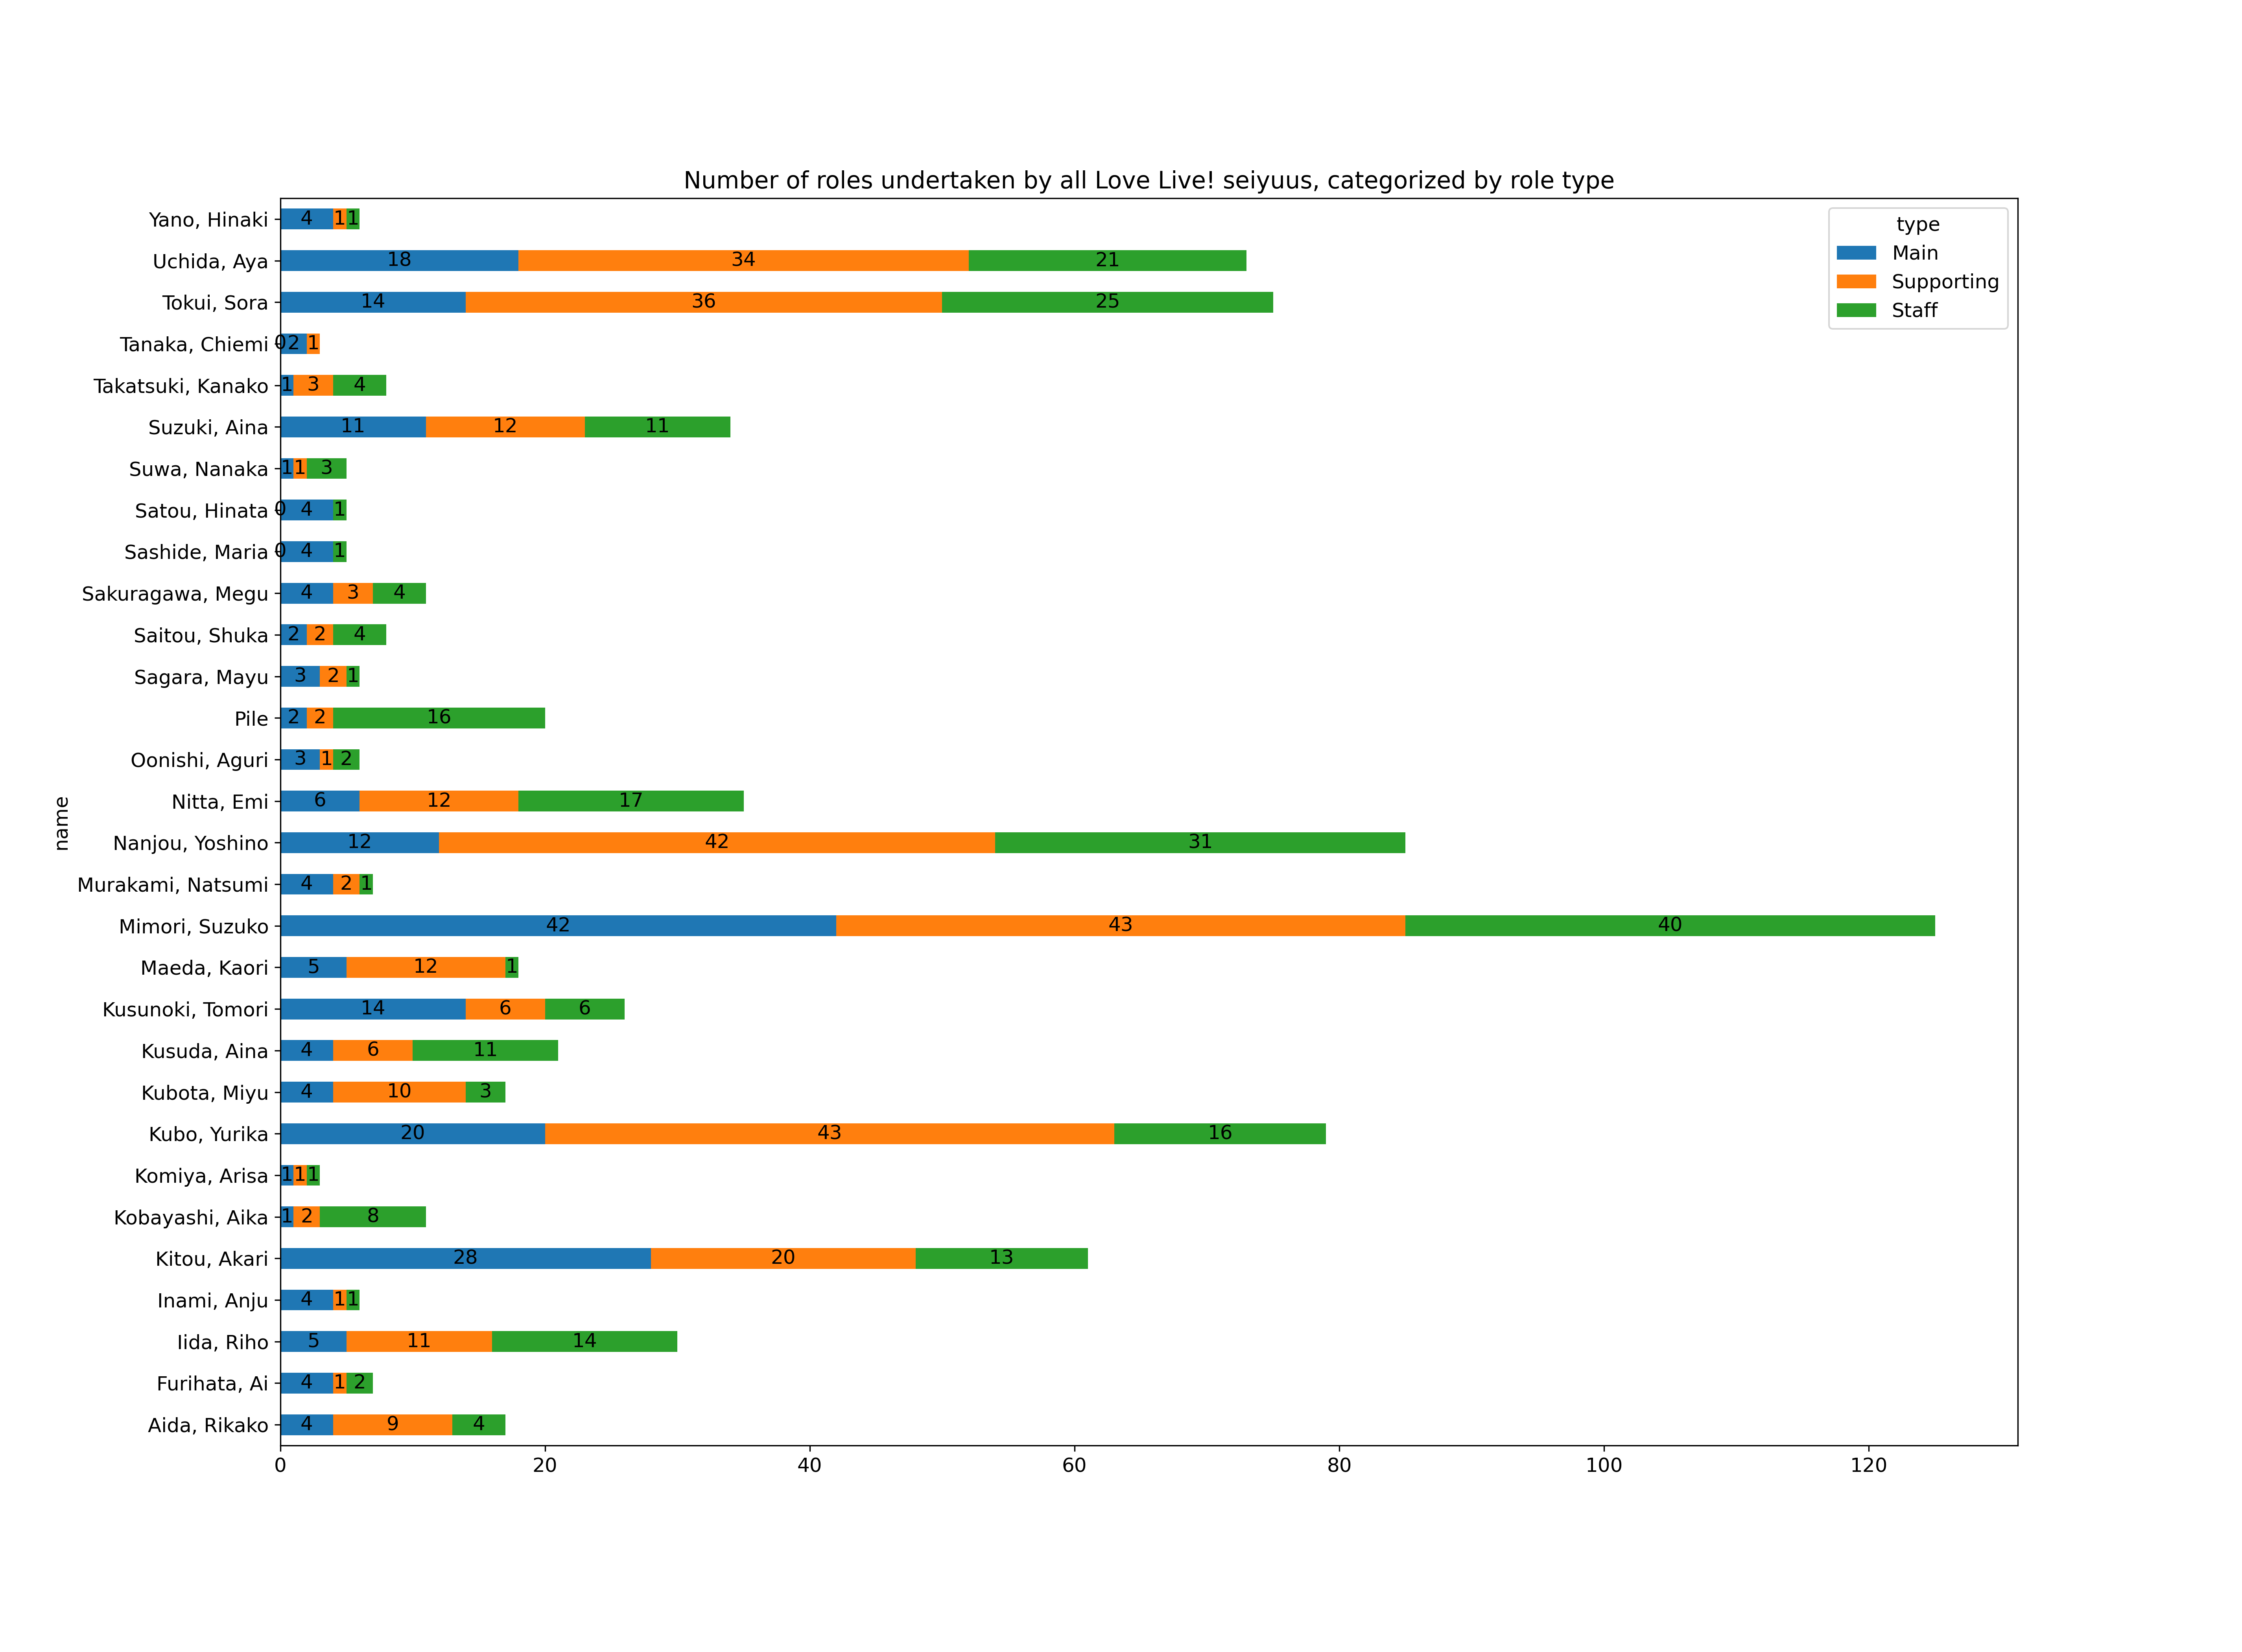 Number of roles undertaken by all Love Live! seiyuus, categorized by role type
type
Main
Supporting
Staff
name
Yano, Hinaki 4 1 1
Uchida, Aya 18 34 21
Tokui, Sora 14 36 25
Tanaka, Chiemi 0 2 1
Takatsuki, Kanako 1 3 4
Suzuki, Aina 11 12 11
Suwa, Nanaka 1 1 3
Satou, Hinata 0 4 1
Sashide, Maria 0 4 1
Sakuragawa, Megu 4 3 4
Saitou, Shuka 2 2 4
Sagara, Mayu 3 2 1
Pile 2 2 16
Oonishi, Aguri 3 1 2
Nitta, Emi 6 12 17
Nanjou, Yoshino 12 42 31
Murakami, Natsumi 4 2 1
Mimori, Suzuko 42 43 40
Maeda, Kaori 5 12 1
Kusunoki, Tomori 14 6 6
Kusuda, Aina 4 6 11
Kubota, Miyu 4 10 3
Kubo, Yurika 20 43 16
Komiya, Arisa 1 1 1
Kobayashi, Aika 1 2 8
Kitou, Akari 28 20 13
Inami, Anju 4 1 1
Iida, Riho 5 11 14
Furihata, Ai 4 1 2
Aida, Rikako 4 9 4
0 20 40 60 80 100 120